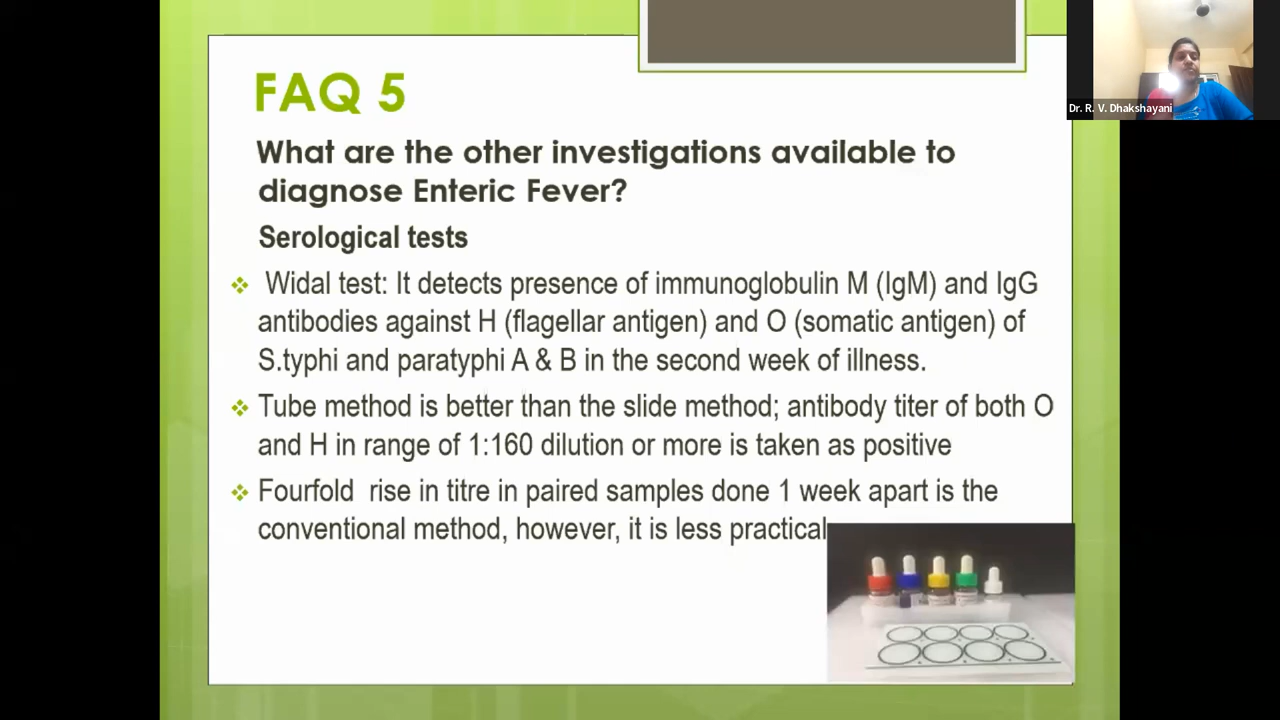 FAQ 5
What are the other investigations available to
diagnose Enteric Fever?
Serological tests
Widal test: It detects presence of immunoglobulin M (IgM) and IgG
antibodies against H (flagellar antigen) and O (somatic antigen) of
S.typhi and paratyphi A & B in the second week of illness.
Tube method is better than the slide method; antibody titer of both O
and H in range of 1:160 dilution or more is taken as positive
Fourfold rise in titre in paired samples done 1 week apart is the
conventional method, however, it is less practical
Dr. R. V. Dhakshayani